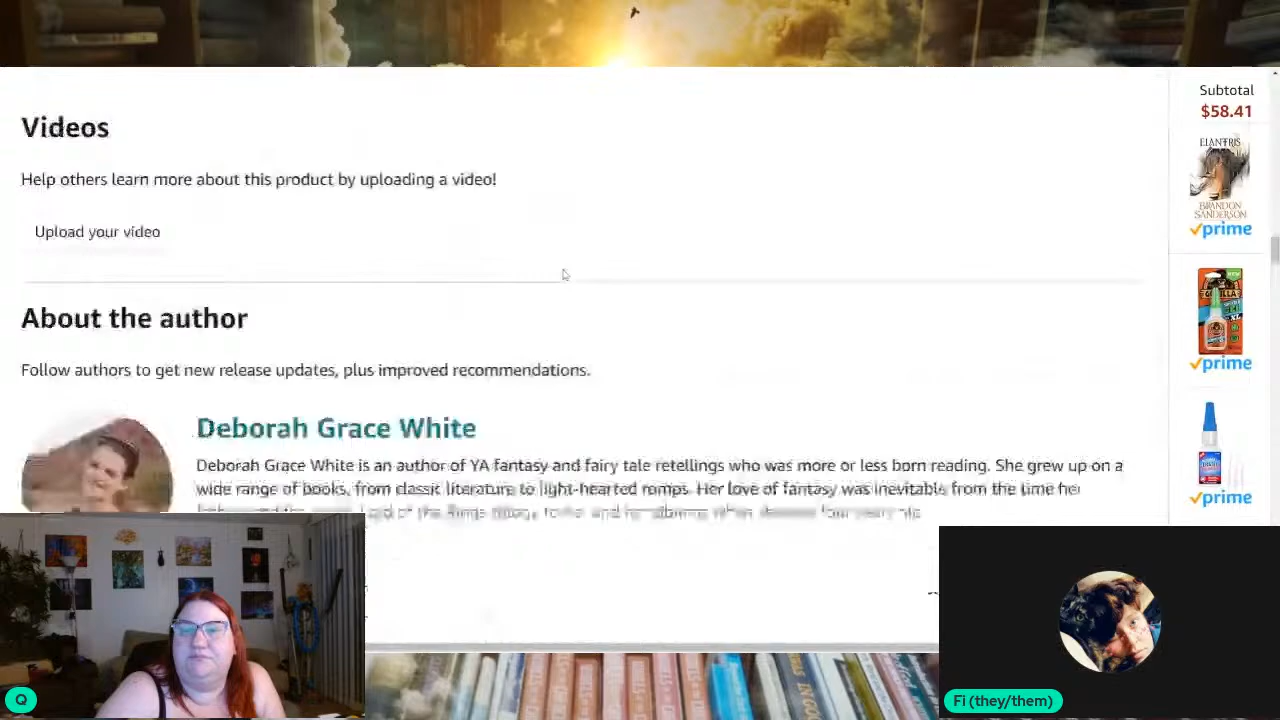 Subtotal
$58.41
Videos
Help others learn more about this product by uploading a video!
Upload your video
ELANTRIS
BRANDON
SANDERSON
prime
About the author
Follow authors to get new release updates, plus improved recommendations.
GORILLA
prime
Deborah Grace White
Deborah Grace White is an author of YA fantasy and fairy tale retellings who was more or less born reading. She grew up on a
wide range of books, from classic literature to light-hearted romps. Her love of fantasy was inevitable from the time her
prime
Q
Fi (they/them)